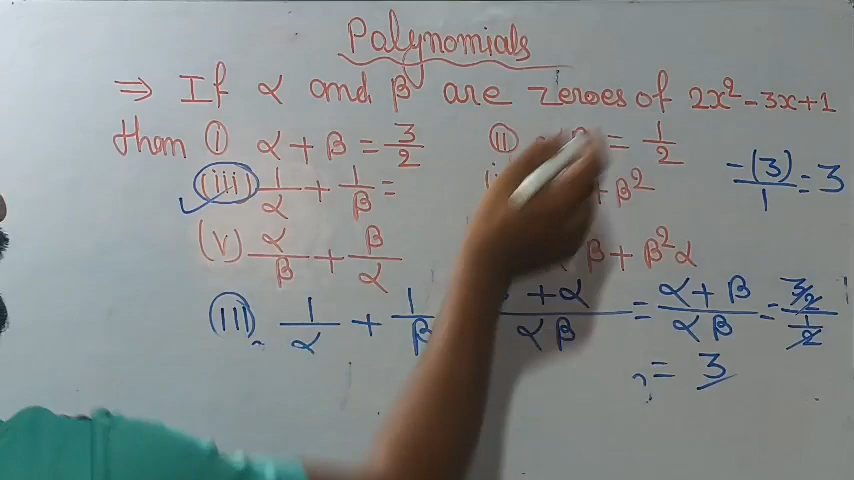 Polynomials
⇒ If α and β are zeroes of 2x² - 3x + 1
then (i) α + β = 3/2 (ii) = 1/2
(iii) 1/α + 1/β = + β²
-(3)/1 = 3
(v) α/β + β/α β + β²α
(iii) 1/α + 1/β + α/αβ = α + β/αβ = 3/2/1/2
= 3